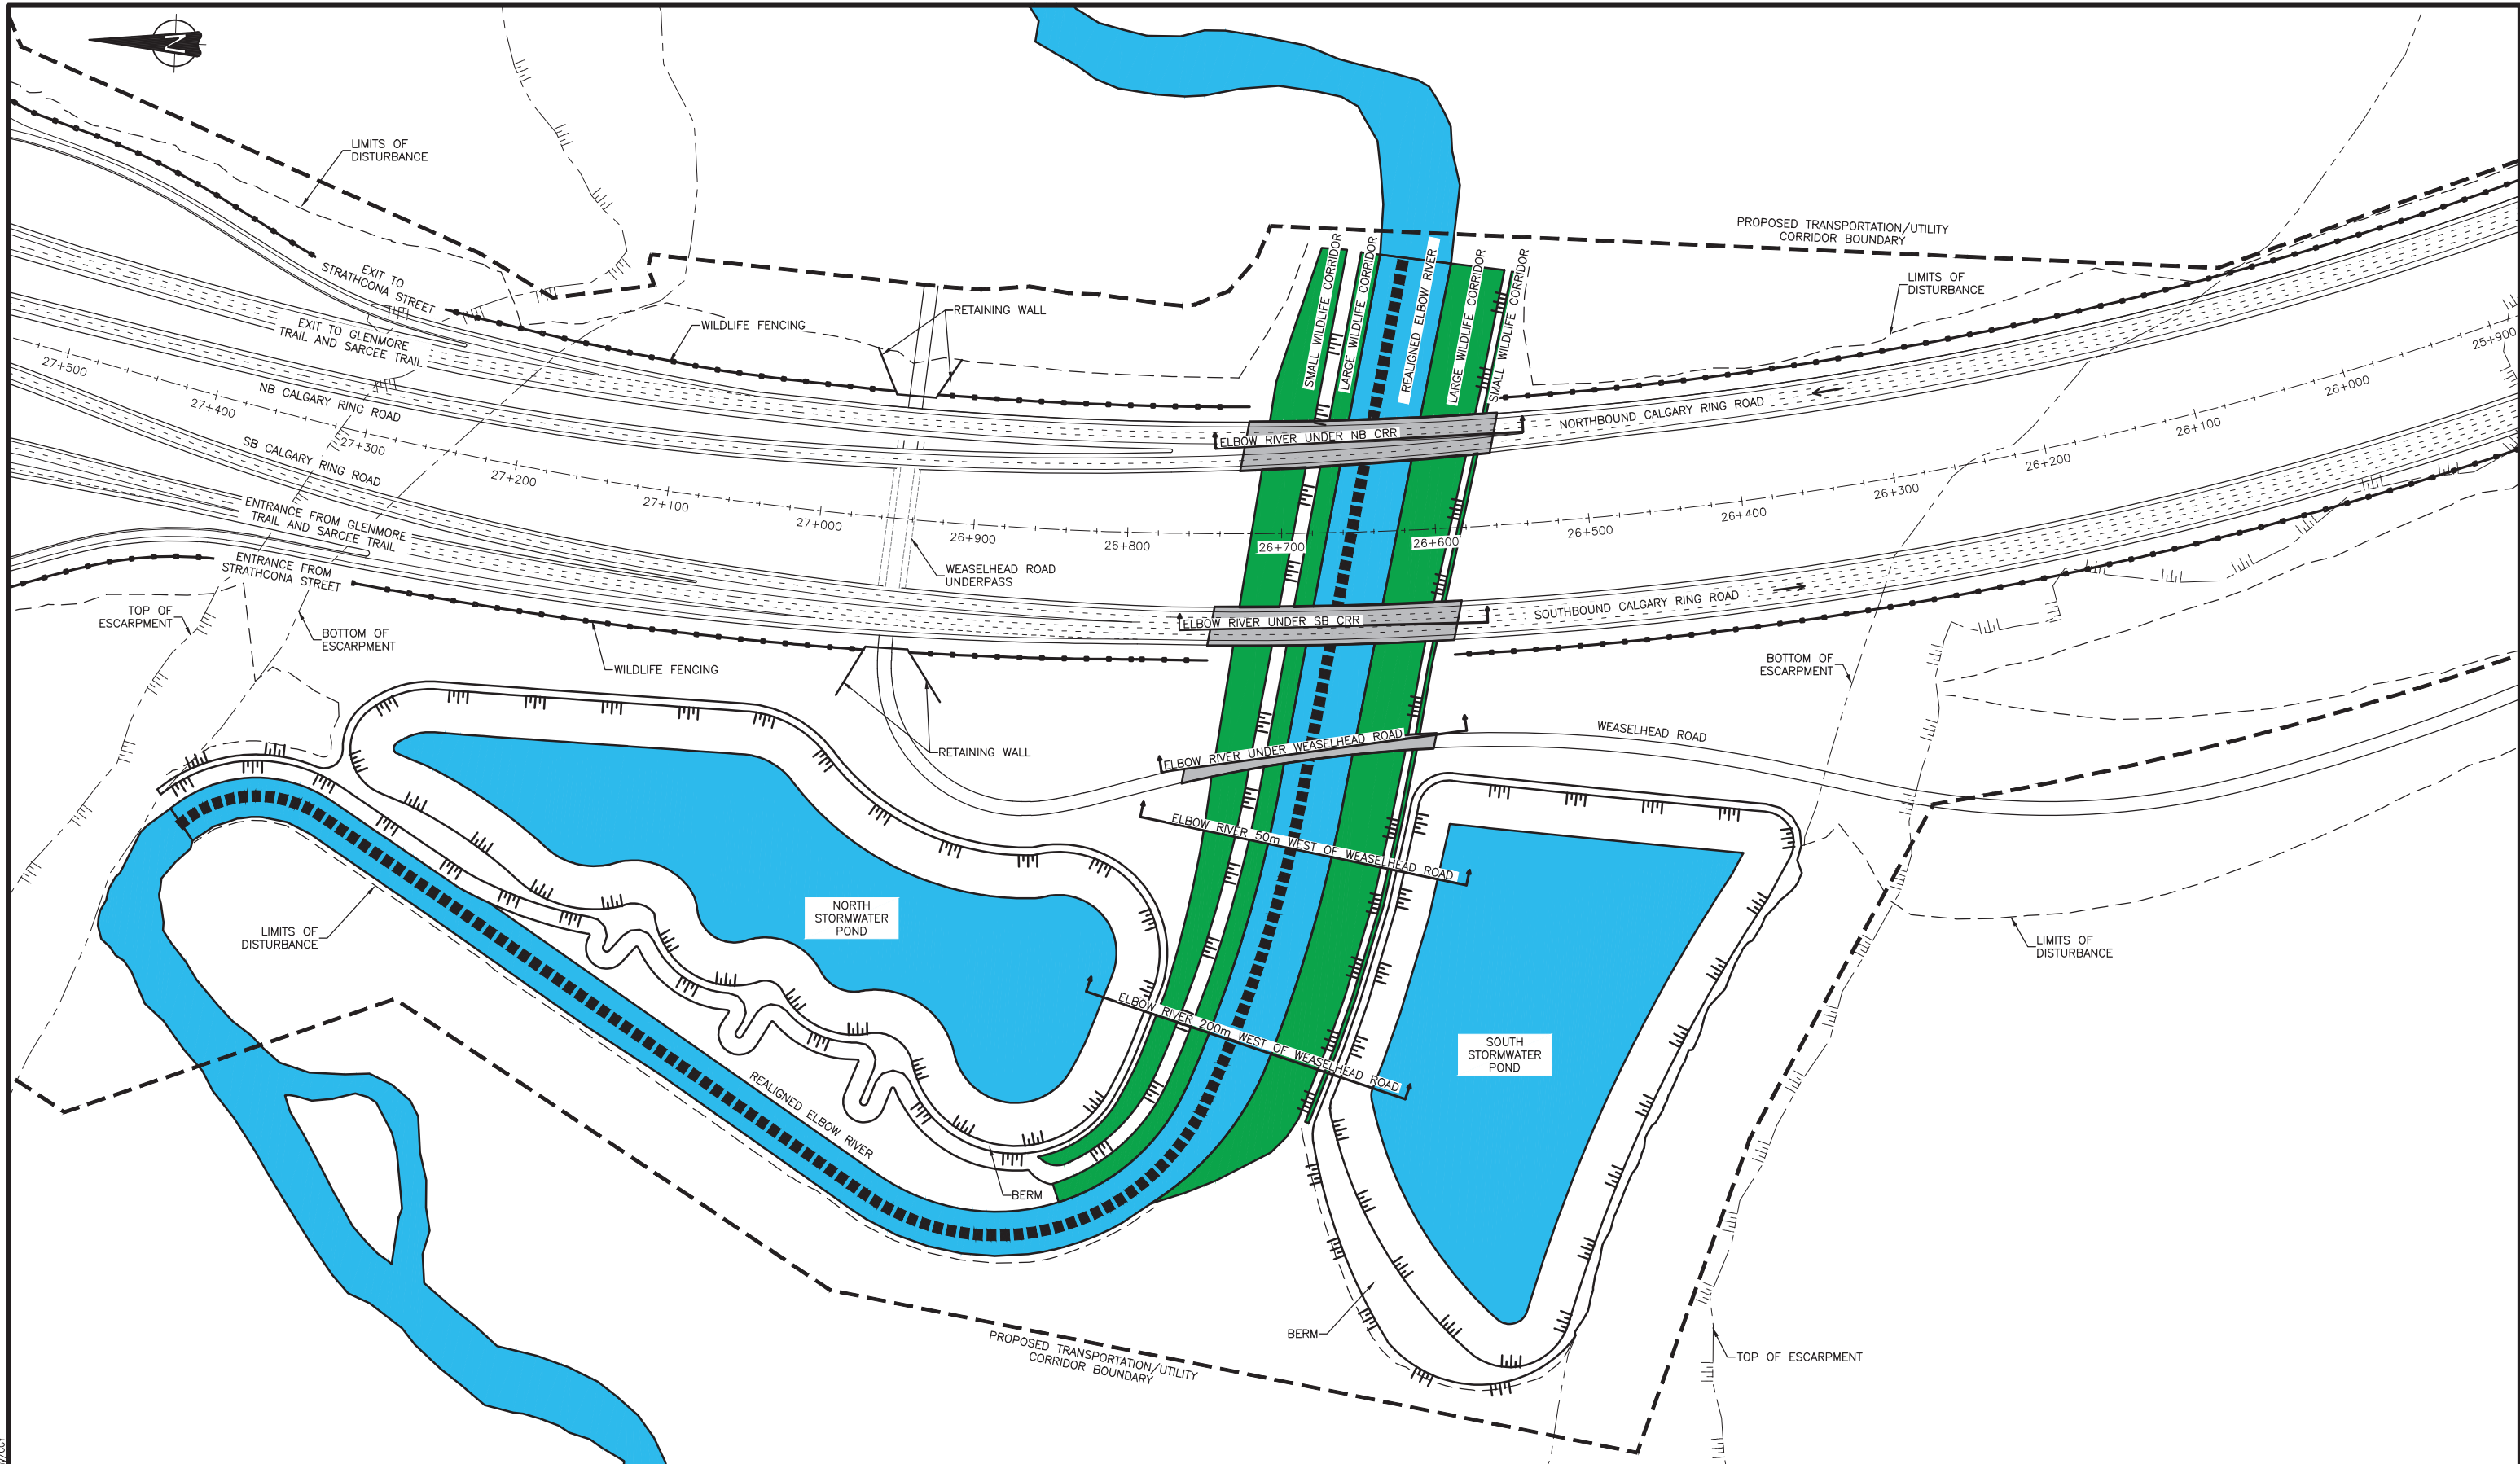 N
LIMITS OF
DISTURBANCE
PROPOSED TRANSPORTATION/UTILITY
CORRIDOR BOUNDARY
EXIT TO
STRATHCONA STREET
SMALL WILDLIFE CORRIDOR
LARGE WILDLIFE CORRIDOR
REALIGNED ELBOW RIVER
LARGE WILDLIFE CORRIDOR
SMALL WILDLIFE CORRIDOR
LIMITS OF
DISTURBANCE
EXIT TO GLENMORE
TRAIL AND SARCEE TRAIL
WILDLIFE FENCING
RETAINING WALL
27+500
27+400
27+300
27+200
27+100
27+000
26+900
26+800
26+700
26+600
26+500
26+400
26+300
26+200
26+100
26+000
25+900
NB CALGARY RING ROAD
SB CALGARY RING ROAD
ELBOW RIVER UNDER NB CRR
NORTHBOUND CALGARY RING ROAD
ENTRANCE FROM GLENMORE
TRAIL AND SARCEE TRAIL
ENTRANCE FROM
STRATHCONA STREET
WEASELHEAD ROAD
UNDERPASS
TOP OF
ESCARPMENT
BOTTOM OF
ESCARPMENT
ELBOW RIVER UNDER SB CRR
SOUTHBOUND CALGARY RING ROAD
WILDLIFE FENCING
BOTTOM OF
ESCARPMENT
RETAINING WALL
ELBOW RIVER UNDER WEASELHEAD ROAD
WEASELHEAD ROAD
ELBOW RIVER 50m WEST OF WEASELHEAD ROAD
NORTH
STORMWATER
POND
LIMITS OF
DISTURBANCE
LIMITS OF
DISTURBANCE
ELBOW RIVER 200m WEST OF WEASELHEAD ROAD
SOUTH
STORMWATER
POND
REALIGNED ELBOW RIVER
BERM
BERM
PROPOSED TRANSPORTATION/UTILITY
CORRIDOR BOUNDARY
TOP OF ESCARPMENT